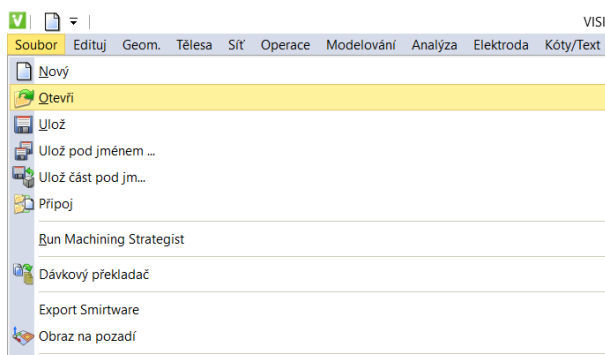 VISI
Soubor Edituj Geom. Tělesa Síť Operace Modelování Analýza Elektroda Kóty/Text
Nový
Otevři
Ulož
Ulož pod jménem ...
Ulož část pod jm...
Připoj
Run Machining Strategist
Dávkový překladač
Export Smirtware
Obraz na pozadí